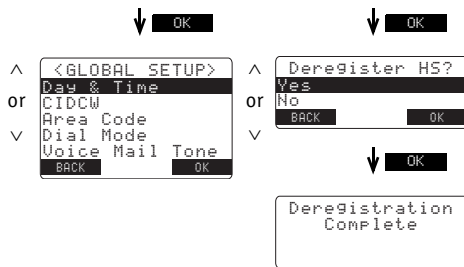 OK
^
or
v
<GLOBAL SETUP>
Day & Time
CIDCW
Area Code
Dial Mode
Voice Mail Tone
BACK OK
OK
^
or
v
Deregister HS?
Yes
No
BACK OK
OK
Deregistration
Complete